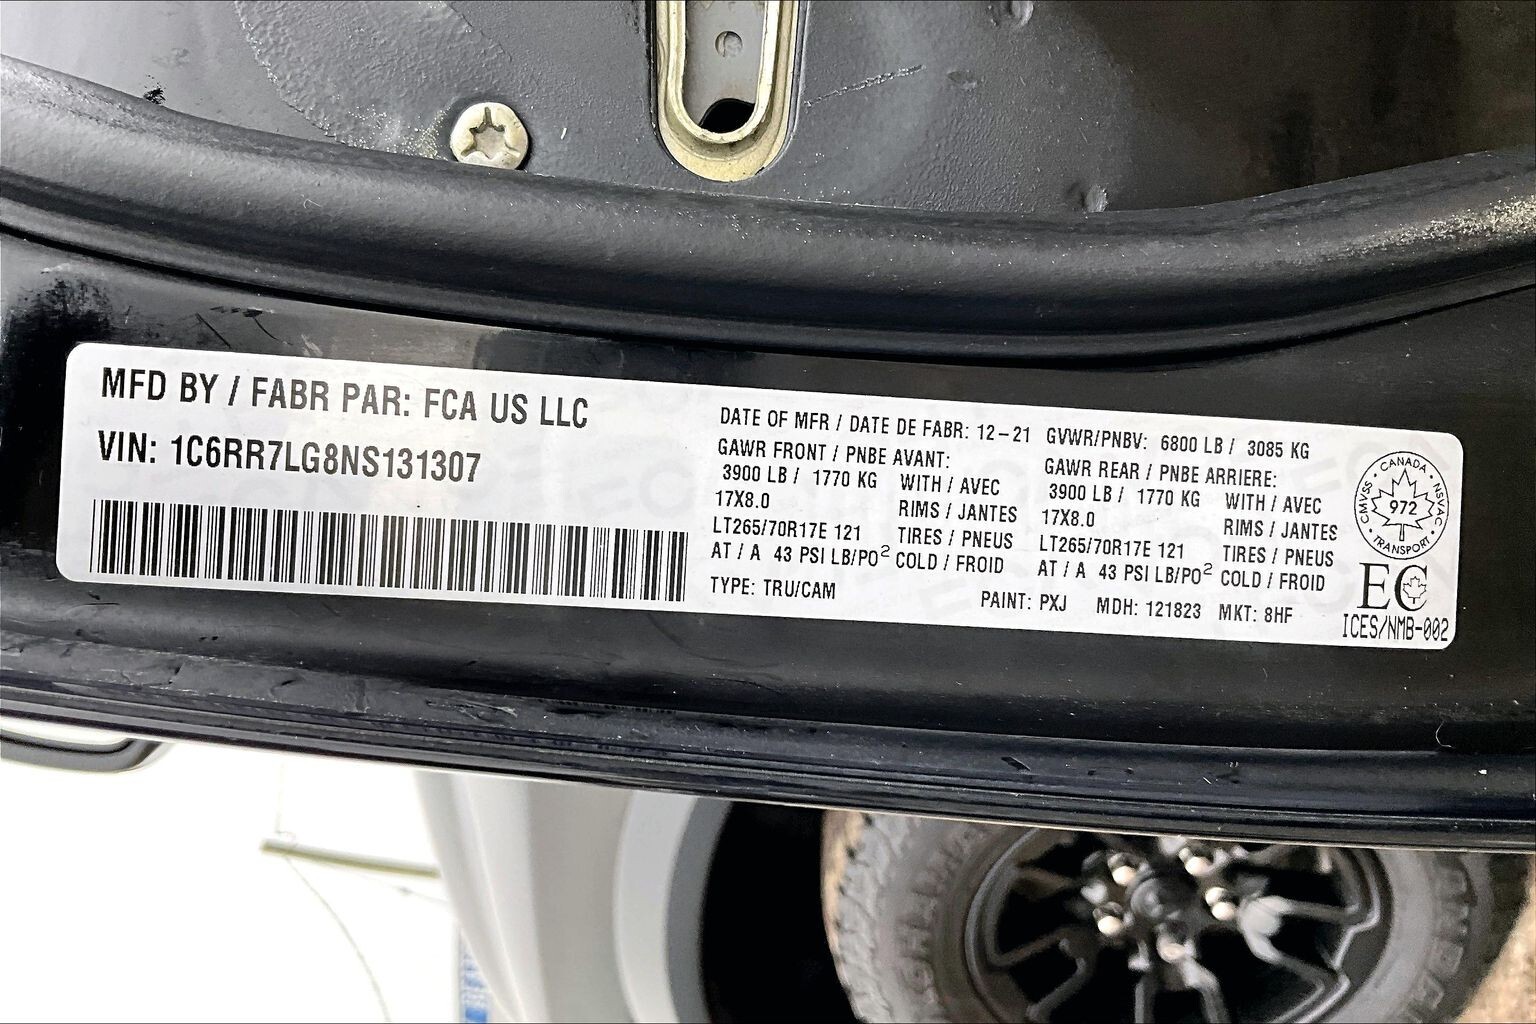 MFD BY / FABR PAR: FCA US LLC
VIN: 1C6RR7LG8NS131307
DATE OF MFR / DATE DE FABR: 12-21 GVWR/PNBV: 6800 LB / 3085 KG
GAWR FRONT / PNBE AVANT:
3900 LB / 1770 KG WITH / AVEC
17X8.0 RIMS / JANTES
LT265/70R17E 121 TIRES / PNEUS
AT / A 43 PSI LB/PO² COLD / FROID
GAWR REAR / PNBE ARRIERE:
3900 LB / 1770 KG WITH / AVEC
17X8.0 RIMS / JANTES
LT265/70R17E 121 TIRES / PNEUS
AT / A 43 PSI LB/PO² COLD / FROID
TYPE: TRU/CAM PAINT: PXJ MDH: 121823 MKT: 8HF
CANADA
CMVSS · NSVAC
972
TRANSPORT
EC
ICES/NMB-002